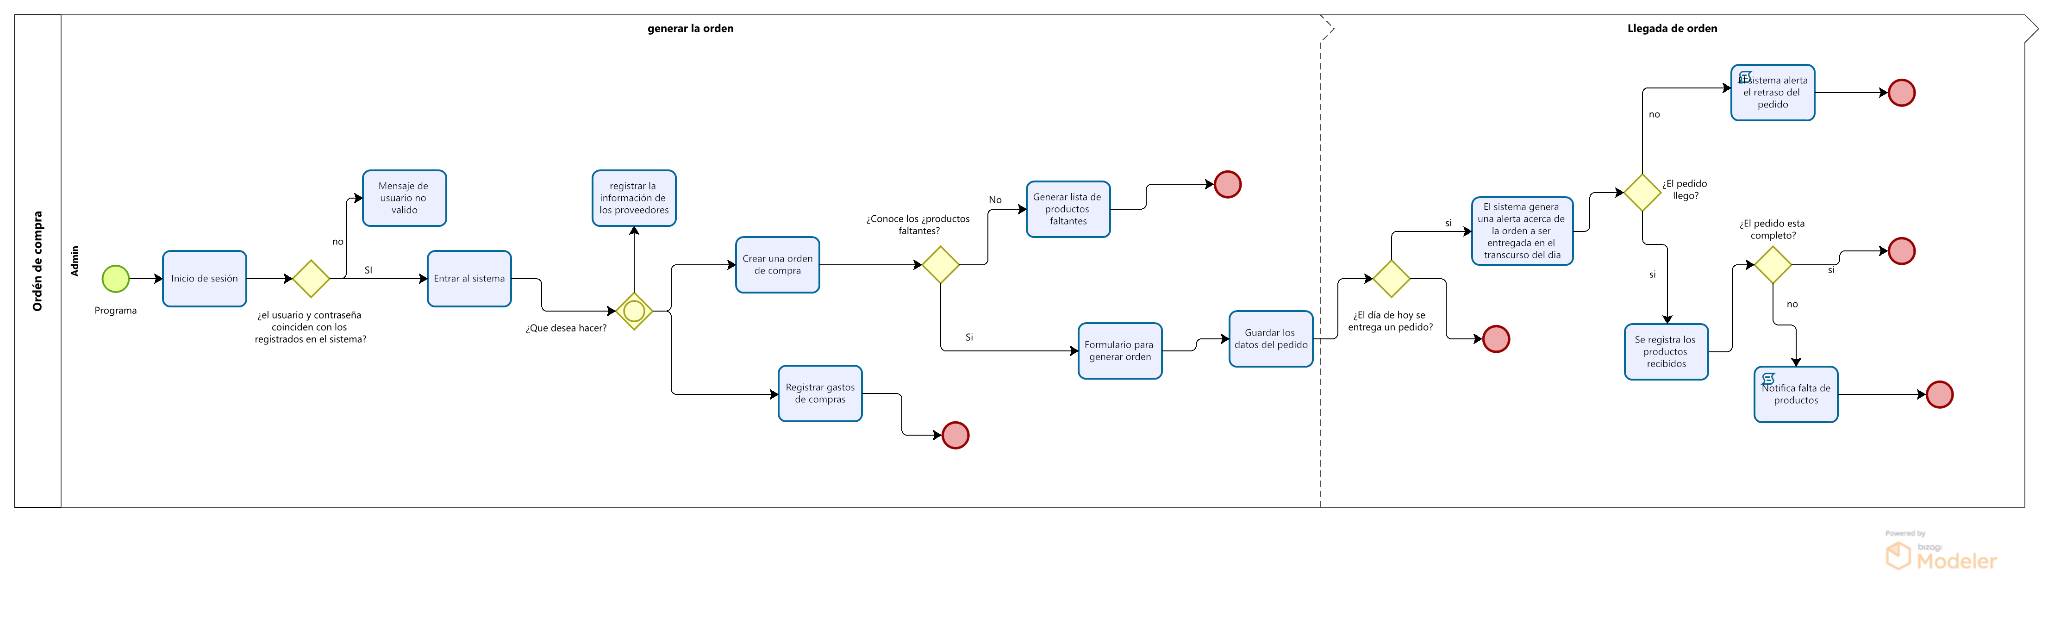 generar la orden
Llegada de orden
Ordén de compra
Admin
Programa
Inicio de sesión
¿el usuario y contraseña
coinciden con los
registrados en el sistema?
no
SI
Mensaje de
usuario no
valido
Entrar al sistema
¿Que desea hacer?
registrar la
información de
los proveedores
Crear una orden
de compra
Registrar gastos
de compras
¿Conoce los ¿productos
faltantes?
No
Si
Generar lista de
productos
faltantes
Formulario para
generar orden
Guardar los
datos del pedido
¿El día de hoy se
entrega un pedido?
si
El sistema genera
una alerta acerca de
la orden a ser
entregada en el
transcurso del dia
¿El pedido
llego?
no
si
El sistema alerta
el retraso del
pedido
Se registra los
productos
recibidos
¿El pedido esta
completo?
si
no
Notifica falta de
productos
Powered by
bizagi
Modeler